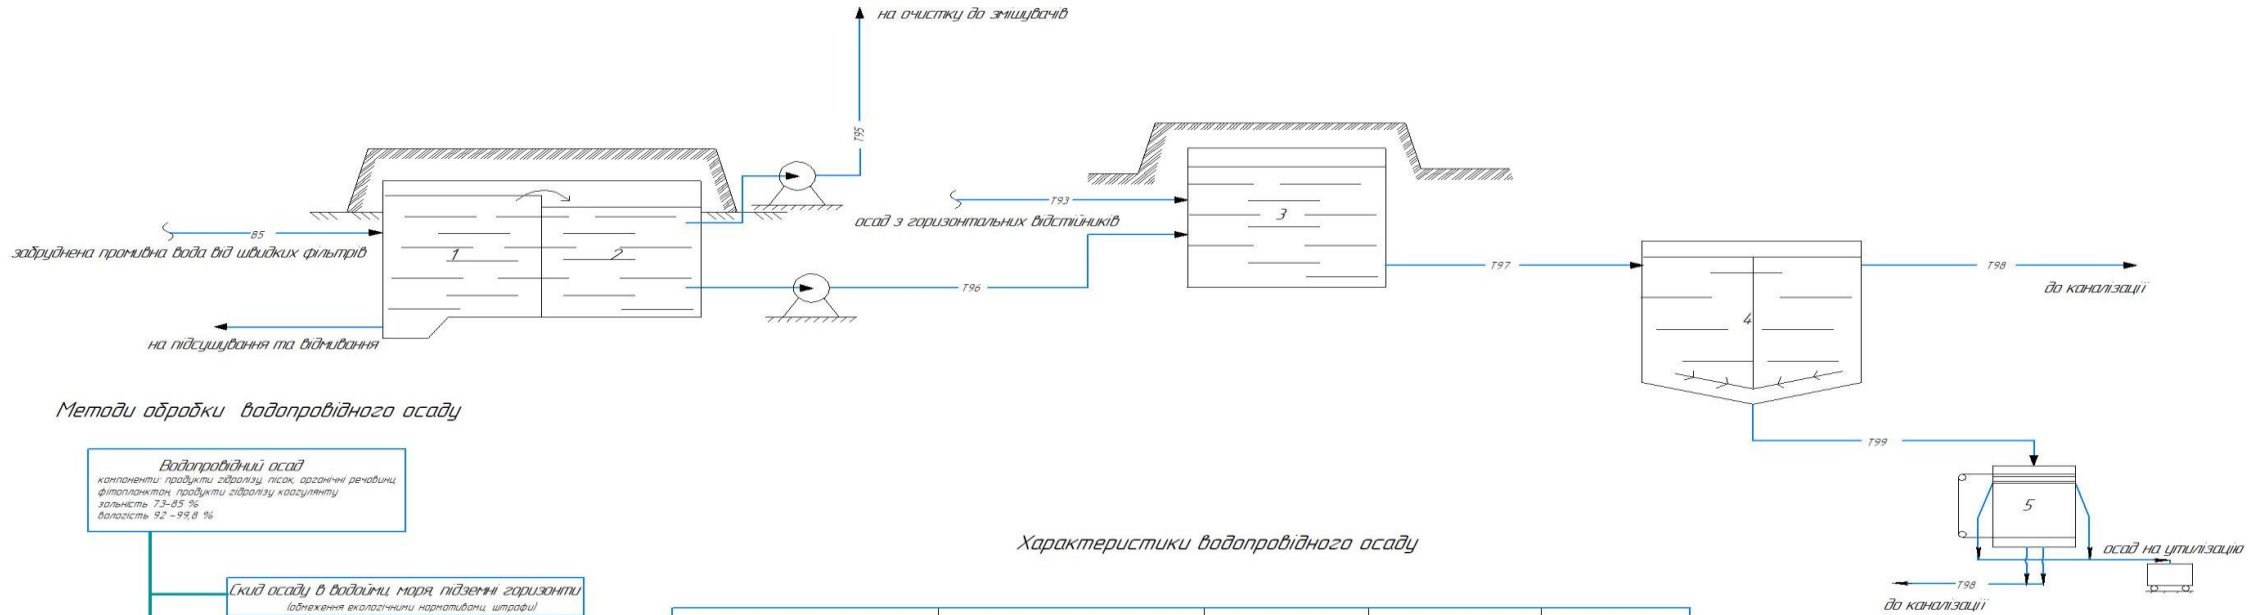 на очистку до змішувачів
Т95
Т93
осад з горизонтальних відстійників
3
В5
забруднена промивна вода від швидких фільтрів
1
2
Т97
Т98
до каналізації
Т96
4
на підсушування та відмивання
Методи обробки водопровідного осаду
Т99
Водопровідний осад
компоненти: продукти гідролізу, пісок, органічні речовини,
фітопланктон, продукти гідролізу коагулянту
зольність 73-85 %
вологість 92 -99,8 %
5
Характеристики водопровідного осаду
осад на утилізацію
Скид осаду в водойми, моря, підземні горизонти
(обмеження екологічними нормативами, штрафи)
Т98
до каналізації